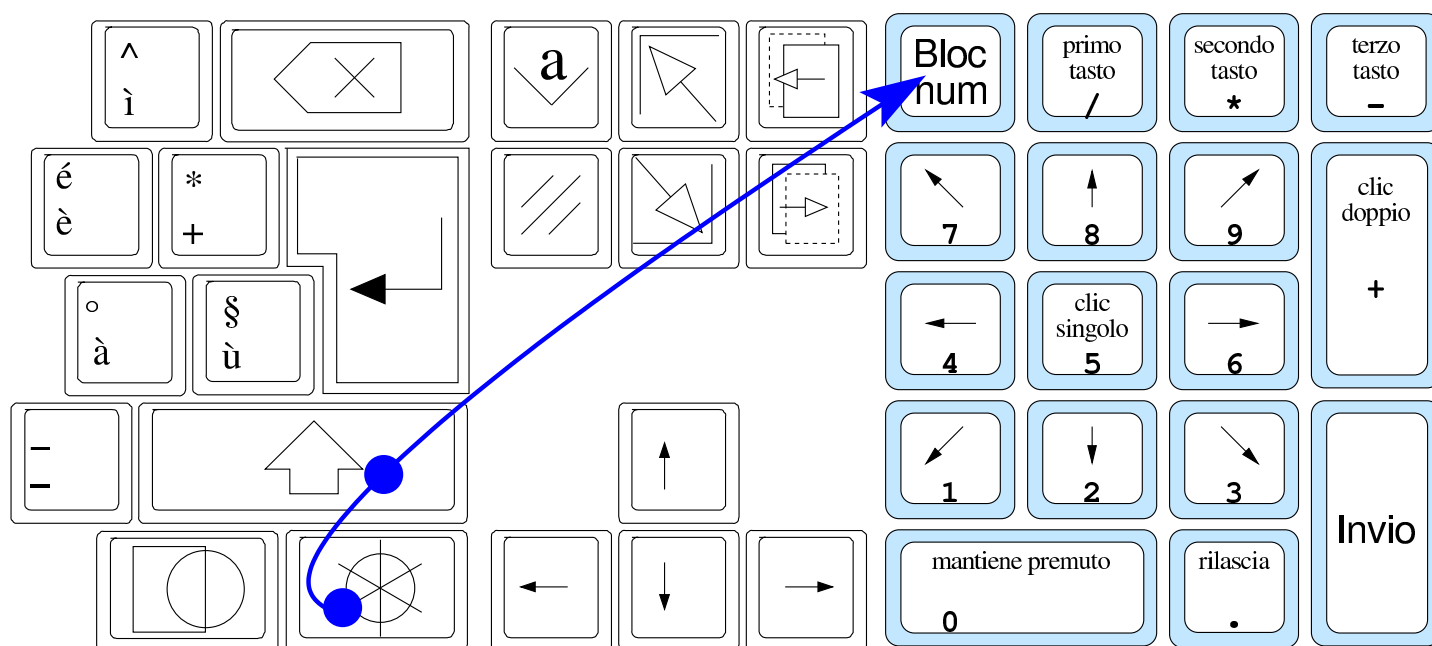 ^
ì
a
Bloc
num
primo
tasto
/
secondo
tasto
*
terzo
tasto
-
é
è
*
+
7
8
9
clic
doppio
+
°
à
§
ù
4
clic
singolo
5
6
_
-
1
2
3
Invio
mantiene premuto
0
rilascia
.